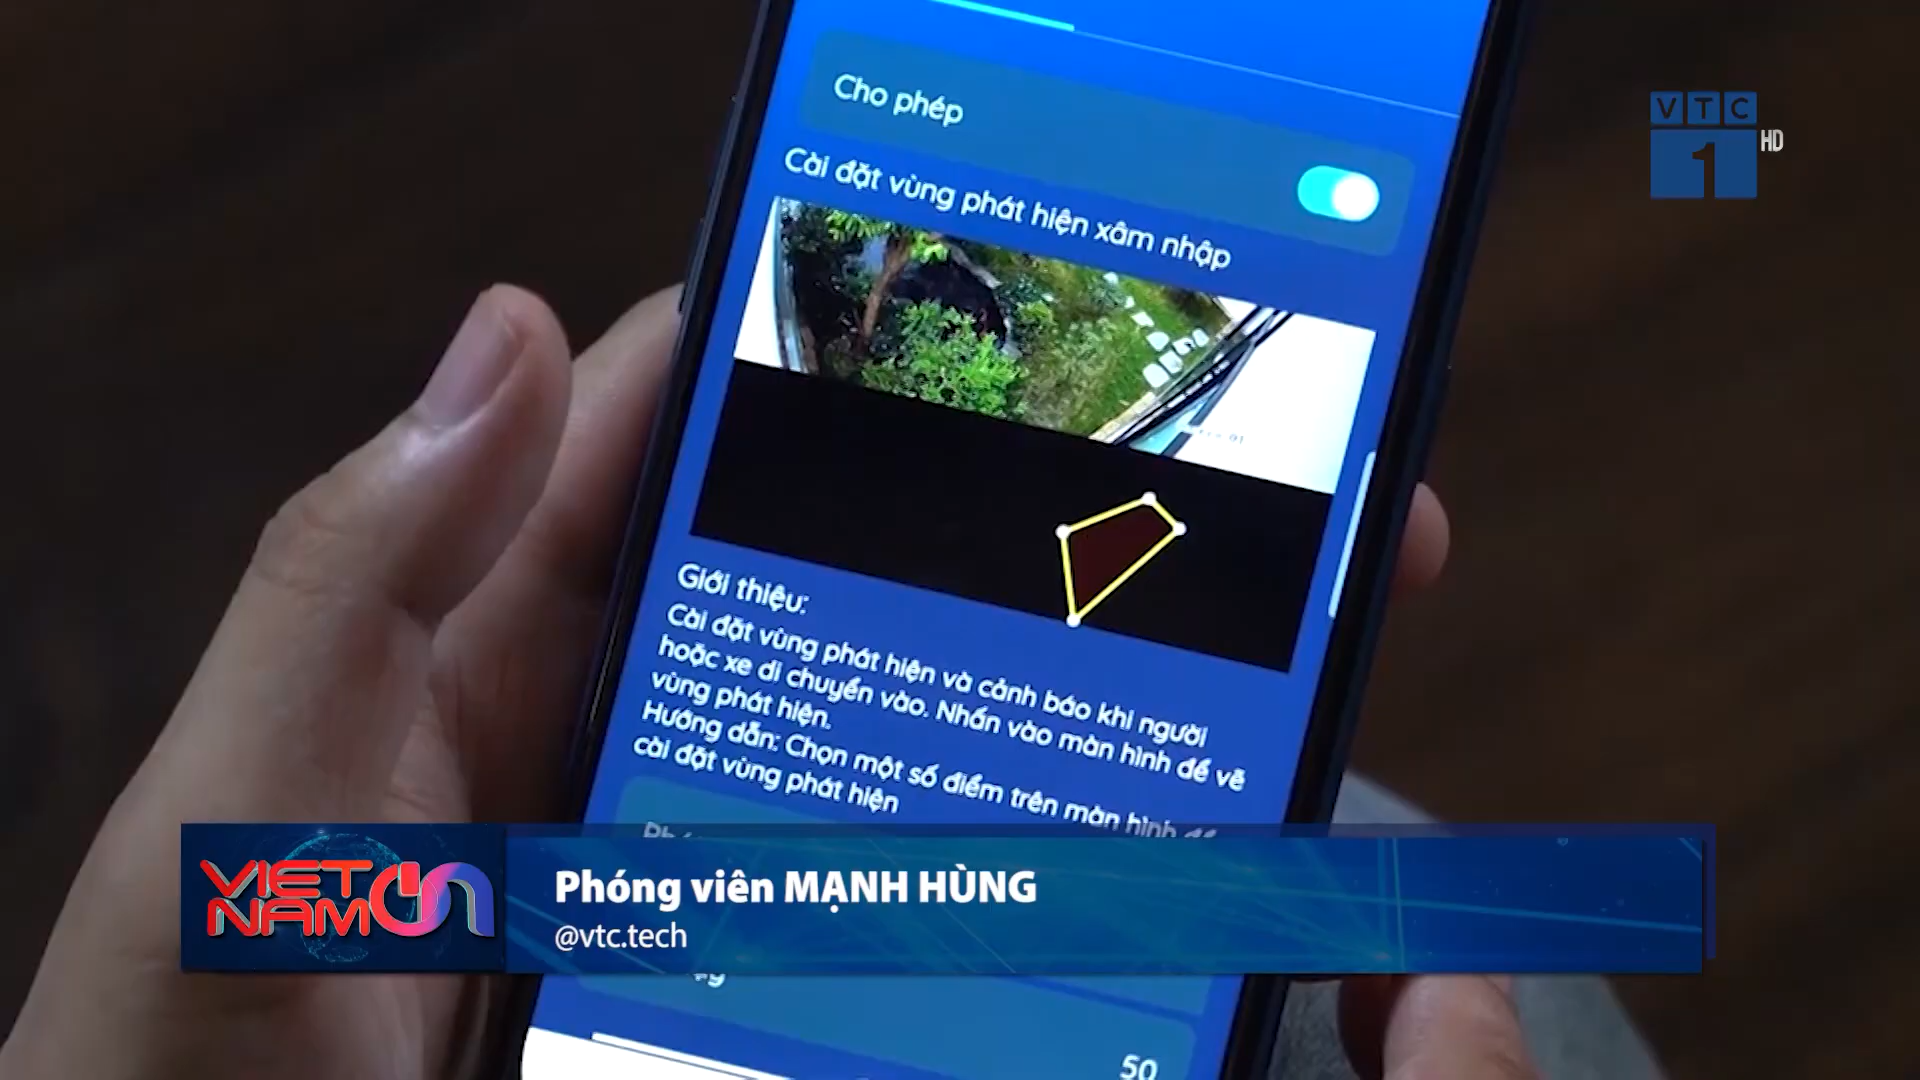 Cho phép
Cài đặt vùng phát hiện xâm nhập
VTC
1 HD
Giới thiệu:
Cài đặt vùng phát hiện và cảnh báo khi người
hoặc xe di chuyển vào. Nhấn vào màn hình để vẽ
vùng phát hiện.
Hướng dẫn: Chọn một số điểm trên màn hình để
cài đặt vùng phát hiện
VIET
NAM ON
Phóng viên MẠNH HÙNG
@vtc.tech
50